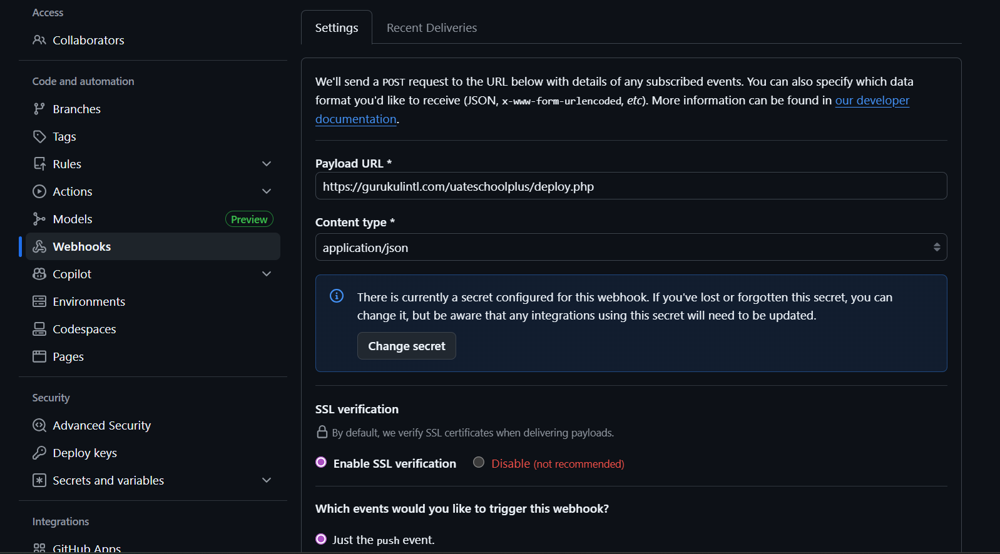 Access
Collaborators
Code and automation
Branches
Tags
Rules
Actions
Models Preview
Webhooks
Copilot
Environments
Codespaces
Pages
Security
Advanced Security
Deploy keys
Secrets and variables
Integrations
GitHub Apps
Settings Recent Deliveries
We'll send a POST request to the URL below with details of any subscribed events. You can also specify which data
format you'd like to receive (JSON, x-www-form-urlencoded, etc). More information can be found in our developer
documentation.
Payload URL *
https://gurukulintl.com/uateschoolplus/deploy.php
Content type *
application/json
There is currently a secret configured for this webhook. If you've lost or forgotten this secret, you can
change it, but be aware that any integrations using this secret will need to be updated.
Change secret
SSL verification
By default, we verify SSL certificates when delivering payloads.
Enable SSL verification Disable (not recommended)
Which events would you like to trigger this webhook?
Just the push event.